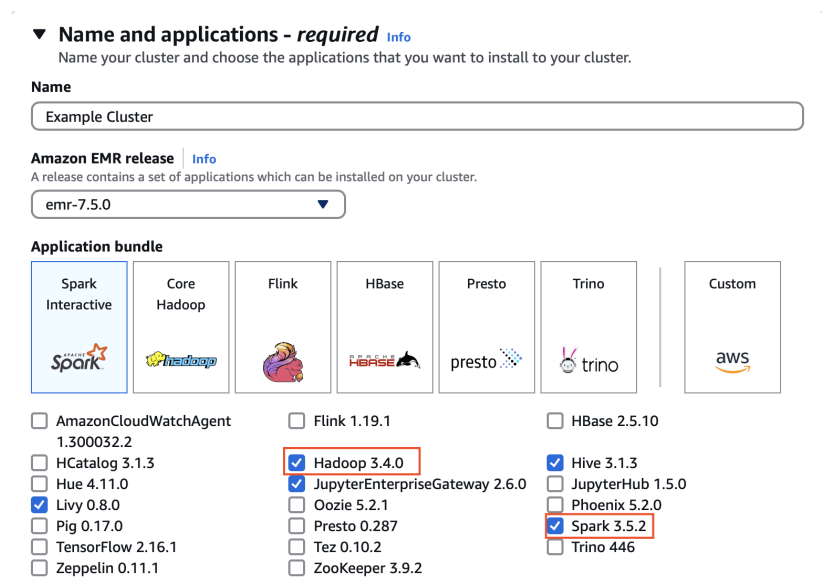 Name and applications - required Info
Name your cluster and choose the applications that you want to install to your cluster.
Name
Example Cluster
Amazon EMR release Info
A release contains a set of applications which can be installed on your cluster.
emr-7.5.0
Application bundle
Spark Interactive
APACHE Spark
Core Hadoop
hadoop
Flink
HBase
APACHE HBASE
Presto
presto
Trino
trino
Custom
aws
AmazonCloudWatchAgent 1.300032.2
Flink 1.19.1
HBase 2.5.10
HCatalog 3.1.3
Hadoop 3.4.0
Hive 3.1.3
Hue 4.11.0
JupyterEnterpriseGateway 2.6.0
JupyterHub 1.5.0
Livy 0.8.0
Oozie 5.2.1
Phoenix 5.2.0
Pig 0.17.0
Presto 0.287
Spark 3.5.2
TensorFlow 2.16.1
Tez 0.10.2
Trino 446
Zeppelin 0.11.1
ZooKeeper 3.9.2